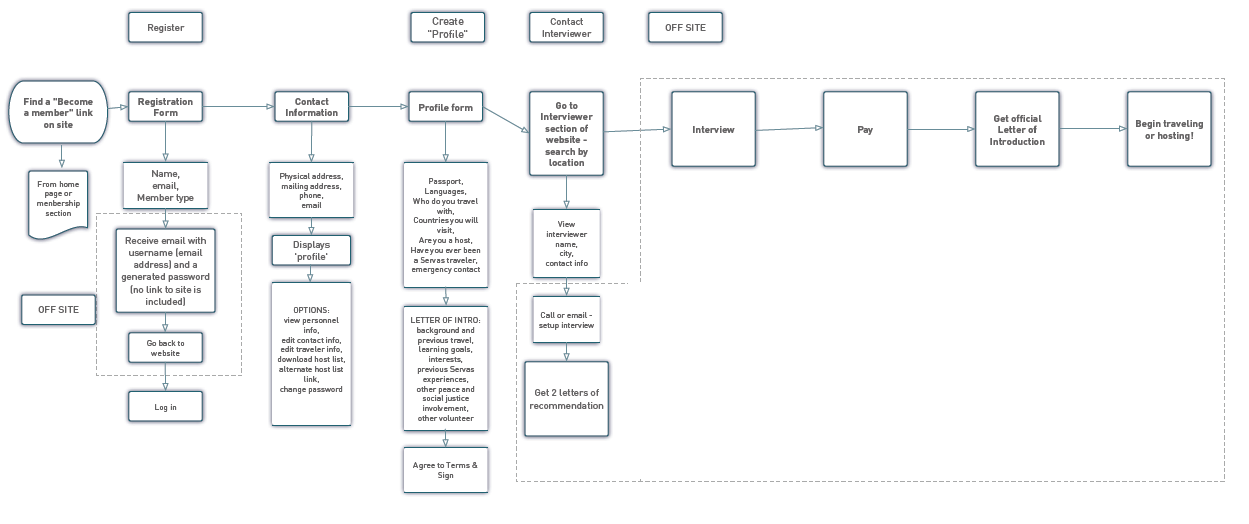 Register
Create
"Profile"
Contact
Interviewer
OFF SITE
Find a "Become
a member" link
on site
Registration
Form
Contact
Information
Profile form
Go to
Interviewer
section of
website -
search by
location
Interview
Pay
Get official
Letter of
Introduction
Begin traveling
or hosting!
From home
page or
menbership
section
Name,
email,
Member type
Physical address,
mailing address,
phone,
email
Passport,
Languages,
Who do you travel
with,
Countries you will
visit,
Are you a host,
Have you ever been
a Servas traveler,
emergency contact
View
interviewer
name,
city,
contact info
Receive email with
username (email
address) and a
generated password
(no link to site is
included)
Displays
'profile'
OFF SITE
OPTIONS:
view personnel
info,
edit contact info,
edit traveler info,
download host list,
alternate host list
link,
change password
LETTER OF INTRO:
background and
previous travel,
learning goals,
interests,
previous Servas
experiences,
other peace and
social justice
involvement,
other volunteer
Call or email -
setup interview
Go back to
website
Get 2 letters of
recommendation
Log in
Agree to Terms &
Sign